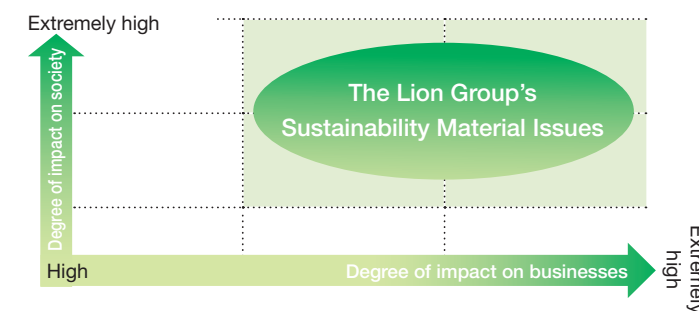 Extremely high
Degree of impact on society
The Lion Group's
Sustainability Material Issues
High
Degree of impact on businesses
Extremely
high